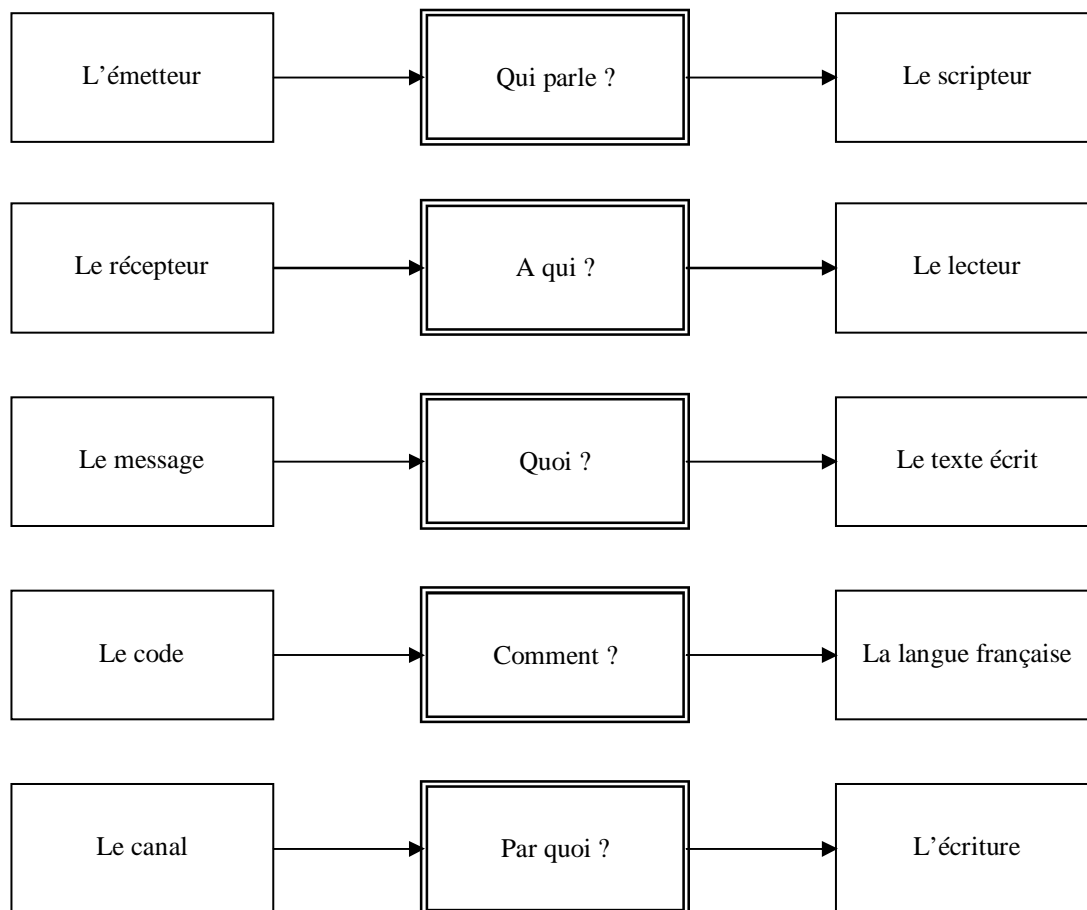 L'émetteur
Qui parle ?
Le scripteur
Le récepteur
A qui ?
Le lecteur
Le message
Quoi ?
Le texte écrit
Le code
Comment ?
La langue française
Le canal
Par quoi ?
L'écriture